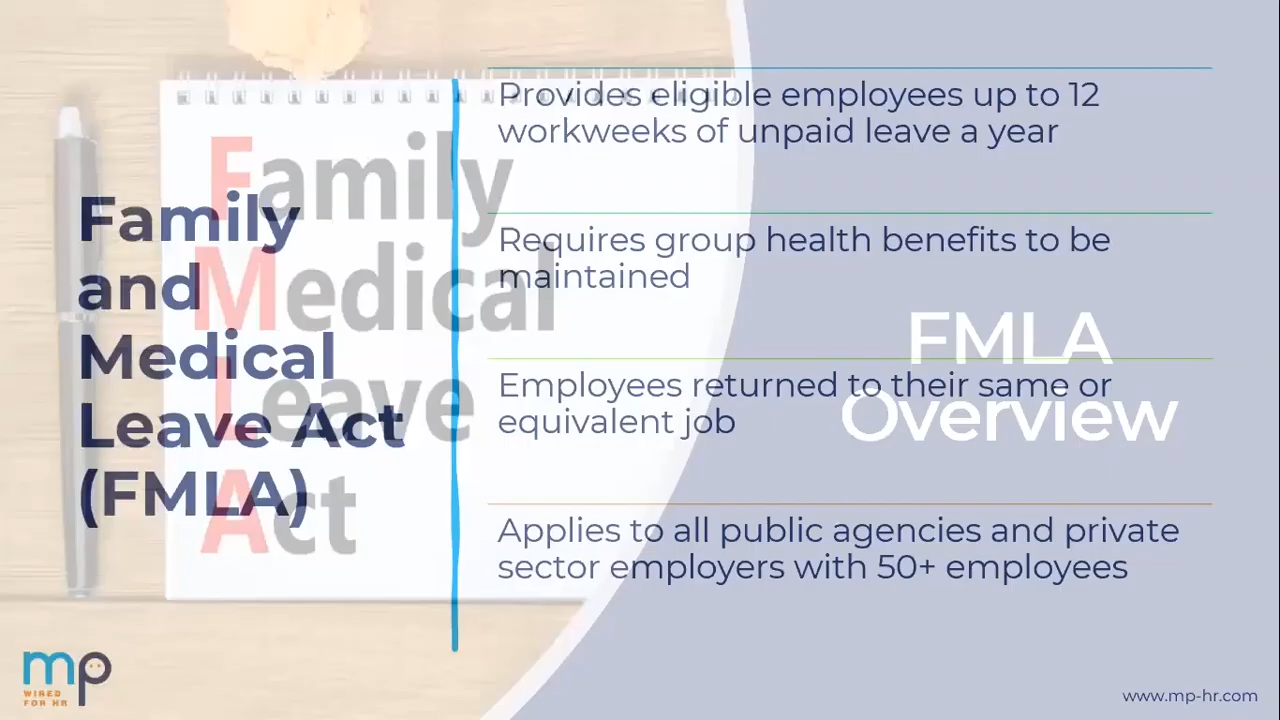 Family
and
Medical
Leave Act
(FMLA)
Family
Medical
Leave
Act
Provides eligible employees up to 12
workweeks of unpaid leave a year
Requires group health benefits to be
maintained
Employees returned to their same or
equivalent job
Applies to all public agencies and private
sector employers with 50+ employees
FMLA
Overview
mp
WIRED
FOR HR
www.mp-hr.com